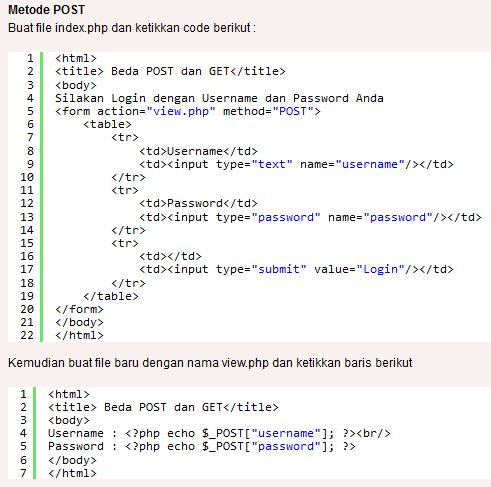 Metode POST
Buat file index.php dan ketikkan code berikut :
1 <html>
2 <title> Beda POST dan GET</title>
3 <body>
4 Silakan Login dengan Username dan Password Anda
5 <form action="view.php" method="POST">
6     <table>
7         <tr>
8             <td>Username</td>
9             <td><input type="text" name="username"/></td>
10         </tr>
11         <tr>
12             <td>Password</td>
13             <td><input type="password" name="password"/></td>
14         </tr>
15         <tr>
16             <td></td>
17             <td><input type="submit" value="Login"/></td>
18         </tr>
19     </table>
20 </form>
21 </body>
22 </html>
Kemudian buat file baru dengan nama view.php dan ketikkan baris berikut
1 <html>
2 <title> Beda POST dan GET</title>
3 <body>
4 Username : <?php echo $_POST["username"]; ?><br/>
5 Password : <?php echo $_POST["password"]; ?>
6 </body>
7 </html>